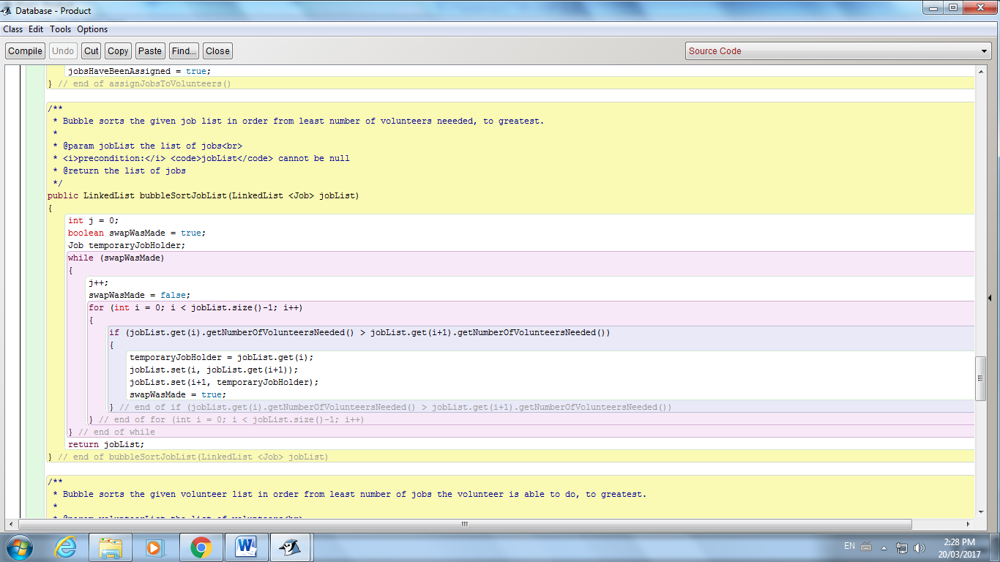 Database - Product
Class Edit Tools Options
Compile Undo Cut Copy Paste Find... Close Source Code
jobsHaveBeenAssigned = true;
} // end of assignJobsToVolunteers()
/**
* Bubble sorts the given job list in order from least number of volunteers neeeded, to greatest.
*
* @param jobList the list of jobs<br>
* <i>precondition:</i> <code>jobList</code> cannot be null
* @return the list of jobs
*/
public LinkedList bubbleSortJobList(LinkedList <Job> jobList)
{
int j = 0;
boolean swapWasMade = true;
Job temporaryJobHolder;
while (swapWasMade)
{
j++;
swapWasMade = false;
for (int i = 0; i < jobList.size()-1; i++)
{
if (jobList.get(i).getNumberOfVolunteersNeeded() > jobList.get(i+1).getNumberOfVolunteersNeeded())
{
temporaryJobHolder = jobList.get(i);
jobList.set(i, jobList.get(i+1));
jobList.set(i+1, temporaryJobHolder);
swapWasMade = true;
} // end of if (jobList.get(i).getNumberOfVolunteersNeeded() > jobList.get(i+1).getNumberOfVolunteersNeeded())
} // end of for (int i = 0; i < jobList.size()-1; i++)
} // end of while
return jobList;
} // end of bubbleSortJobList(LinkedList <Job> jobList)
/**
* Bubble sorts the given volunteer list in order from least number of jobs the volunteer is able to do, to greatest.
*
* @param volunteerList the list of volunteers<br>
EN
2:28 PM
20/03/2017